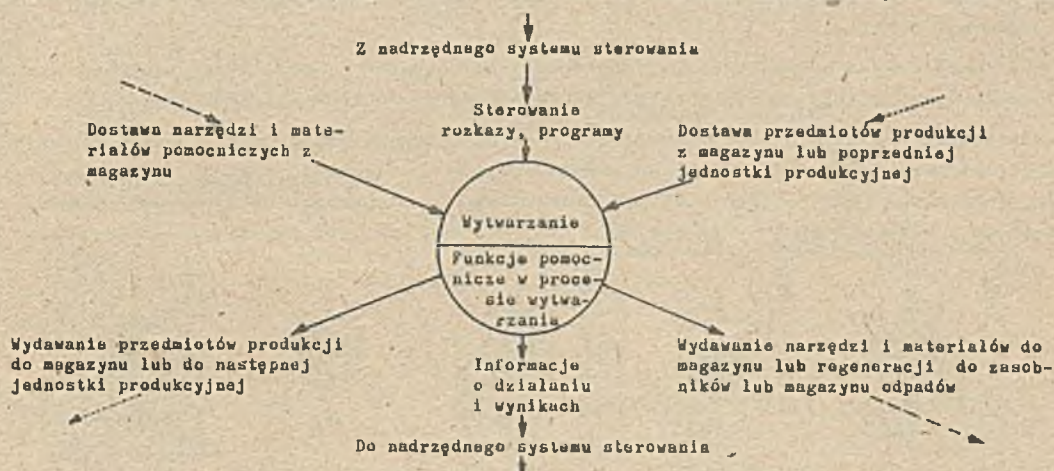 Z nadrzędnego systemu sterowania
Sterowanie
rozkazy, programy
Dostawa narzędzi i mate-
riałów pomocniczych z
magazynu
Dostawa przedmiotów produkcji
z magazynu lub poprzedniej
jednostki produkcyjnej
Wytwarzanie
Funkcje pomoc-
nicze w proce-
sie wytwa-
rzania
Wydawanie przedmiotów produkcji
do magazynu lub do następnej
jednostki produkcyjnej
Informacje
o działaniu
i wynikach
Wydawanie narzędzi i materiałów do
magazynu lub regeneracji do zasob-
ników lub magazynu odpadów
Do nadrzędnego systemu sterowania